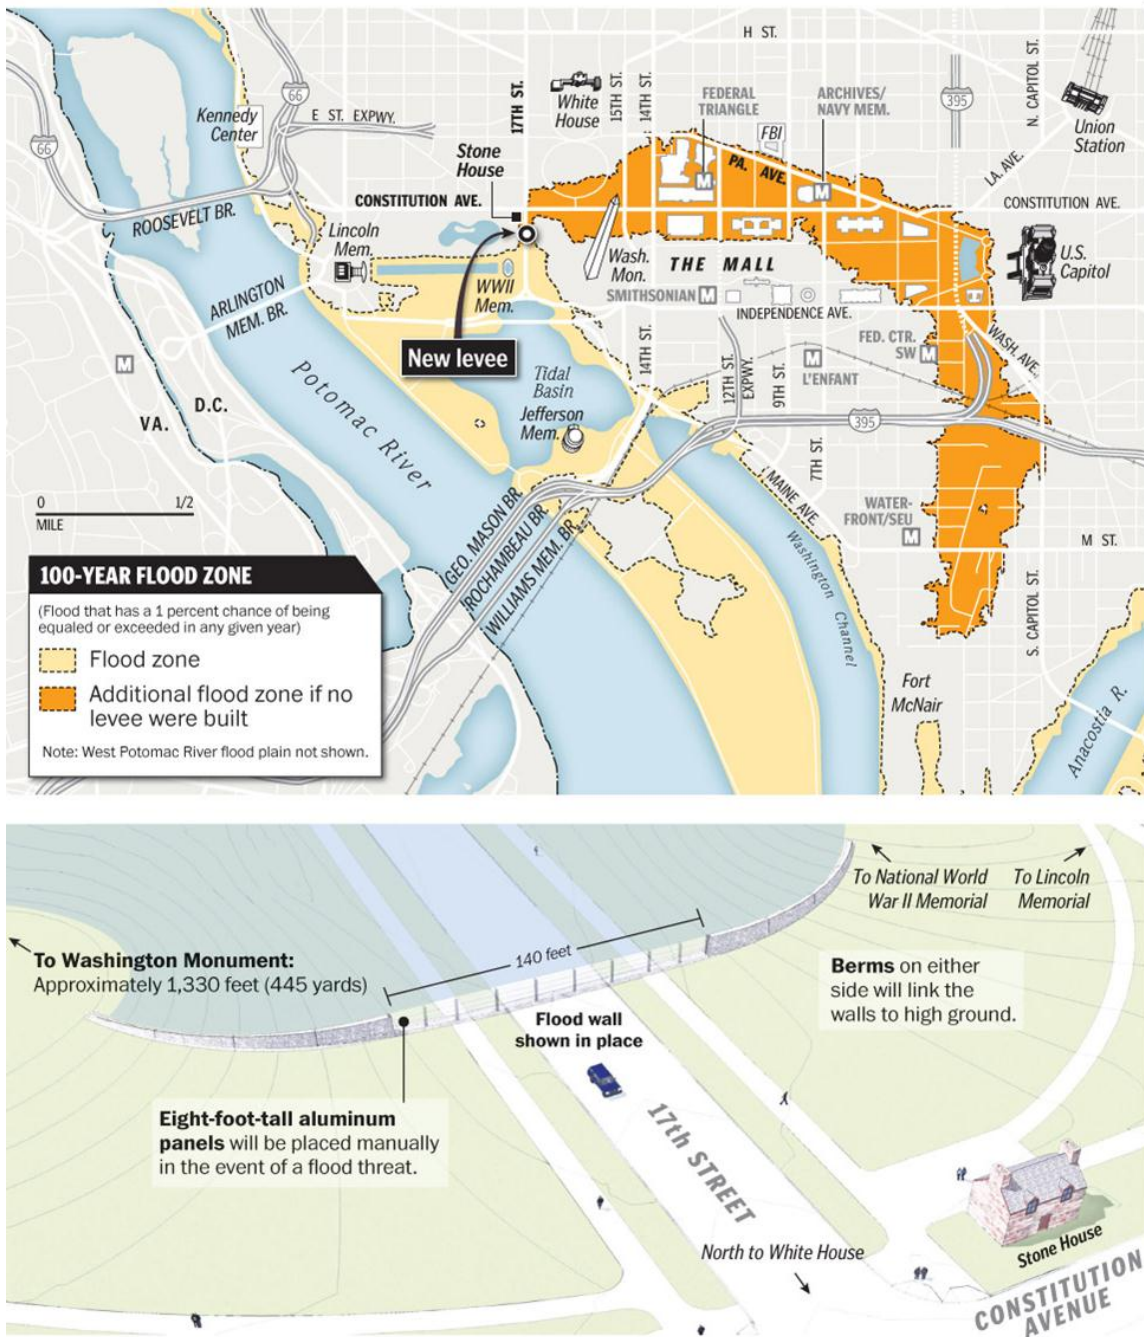 H ST.
N. CAPITOL ST.
66
395
Kennedy
Center
E ST. EXPWY.
17TH ST.
White
House
15TH ST.
14TH ST.
FEDERAL
TRIANGLE
ARCHIVES/
NAVY MEM.
FBI
Union
Station
66
Stone
House
PA. AVE.
M
M
LA. AVE.
CONSTITUTION AVE.
CONSTITUTION AVE.
ROOSEVELT BR.
Lincoln
Mem.
Wash.
Mon.
THE MALL
U.S.
Capitol
WWII
Mem.
SMITHSONIAN M
INDEPENDENCE AVE.
ARLINGTON
MEM. BR.
New levee
14TH ST.
12TH ST.
EXPWY.
9TH ST.
M
L'ENFANT
FED. CTR.
SW M
WASH. AVE.
M
Potomac River
Tidal
Basin
Jefferson
Mem.
D.C.
VA.
395
7TH ST.
MAINE AVE.
WATER-
FRONT/SEU
M
M ST.
0 1/2
MILE
GEO. MASON BR.
ROCHAMBEAU BR.
WILLIAMS MEM. BR.
Washington Channel
S. CAPITOL ST.
Fort
McNair
Anacostia R.
100-YEAR FLOOD ZONE
(Flood that has a 1 percent chance of being
equaled or exceeded in any given year)
Flood zone
Additional flood zone if no
levee were built
Note: West Potomac River flood plain not shown.
To National World
War II Memorial
To Lincoln
Memorial
To Washington Monument:
Approximately 1,330 feet (445 yards)
140 feet
Berms on either
side will link the
walls to high ground.
Flood wall
shown in place
Eight-foot-tall aluminum
panels will be placed manually
in the event of a flood threat.
17th STREET
North to White House
Stone House
CONSTITUTION
AVENUE